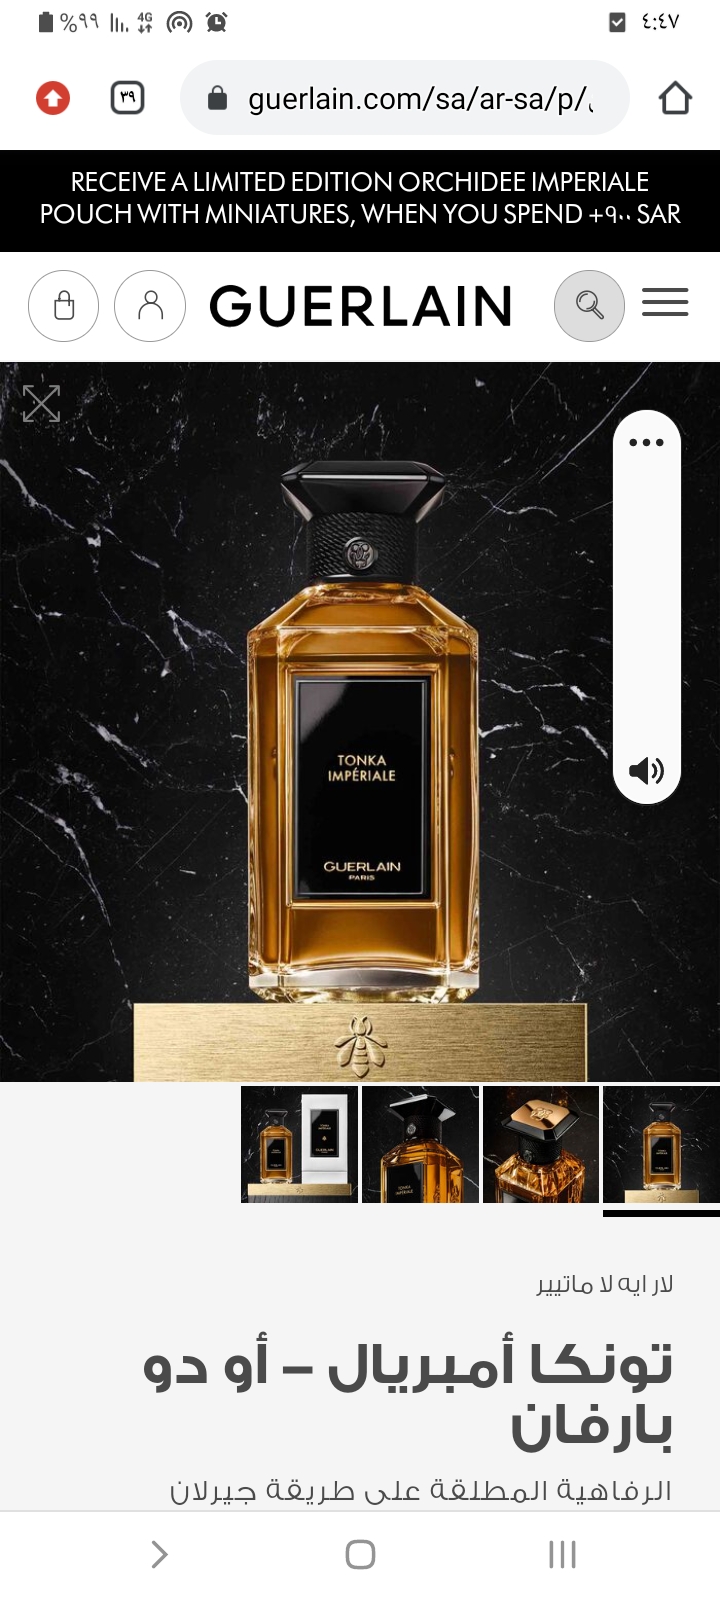 %٩٩ 4G ٤:٤٧
٣٩ guerlain.com/sa/ar-sa/p/
RECEIVE A LIMITED EDITION ORCHIDEE IMPERIALE
POUCH WITH MINIATURES, WHEN YOU SPEND +٩٠٠ SAR
GUERLAIN
TONKA
IMPÉRIALE
GUERLAIN
PARIS
لار ايه لا ماتيير
تونكا أمبريال – أو دو
بارفان
الرفاهية المطلقة على طريقة جيرلان